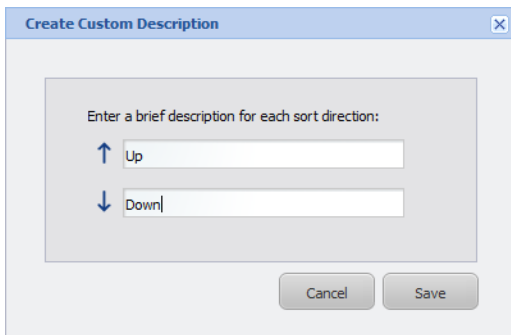 Create Custom Description
Enter a brief description for each sort direction:
Up
Down
Cancel Save